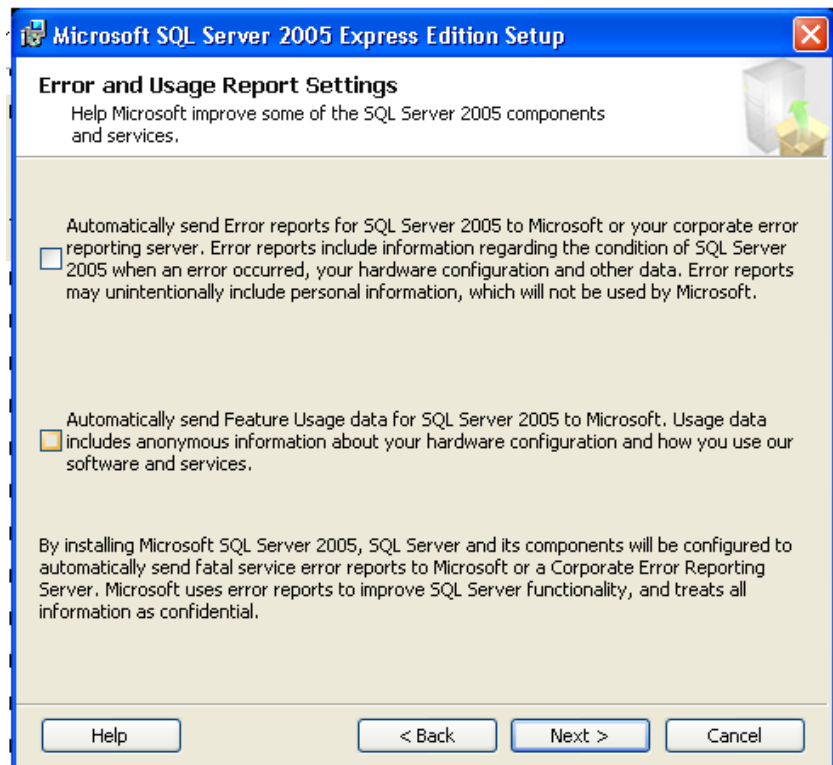 Microsoft SQL Server 2005 Express Edition Setup
Error and Usage Report Settings
Help Microsoft improve some of the SQL Server 2005 components
and services.
Automatically send Error reports for SQL Server 2005 to Microsoft or your corporate error
reporting server. Error reports include information regarding the condition of SQL Server
2005 when an error occurred, your hardware configuration and other data. Error reports
may unintentionally include personal information, which will not be used by Microsoft.
Automatically send Feature Usage data for SQL Server 2005 to Microsoft. Usage data
includes anonymous information about your hardware configuration and how you use our
software and services.
By installing Microsoft SQL Server 2005, SQL Server and its components will be configured to
automatically send fatal service error reports to Microsoft or a Corporate Error Reporting
Server. Microsoft uses error reports to improve SQL Server functionality, and treats all
information as confidential.
Help
< Back
Next >
Cancel